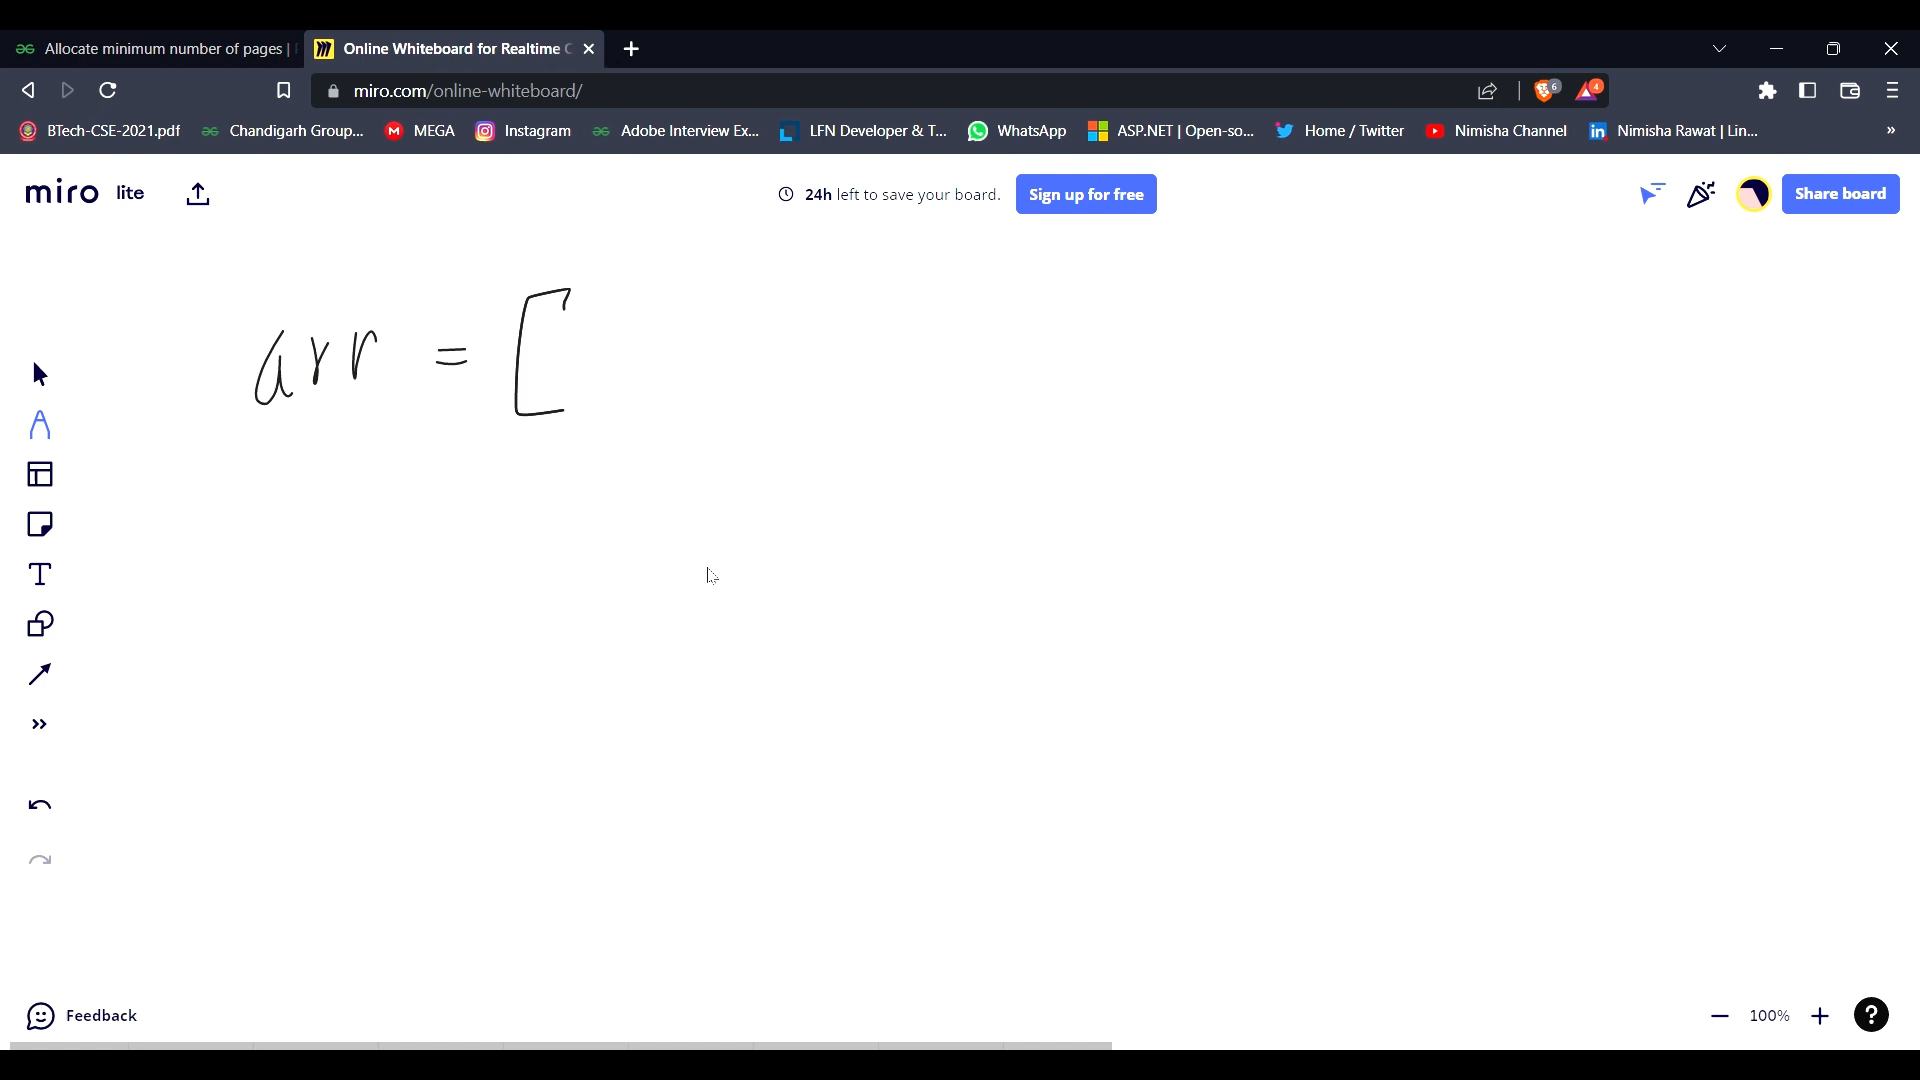 Allocate minimum number of pages |
Online Whiteboard for Realtime C
miro.com/online-whiteboard/
6
4
BTech-CSE-2021.pdf
Chandigarh Group...
MEGA
Instagram
Adobe Interview Ex...
LFN Developer & T...
WhatsApp
ASP.NET | Open-so...
Home / Twitter
Nimisha Channel
Nimisha Rawat | Lin...
»
miro lite
24h left to save your board.
Sign up for free
Share board
arr = [
Feedback
100%
?